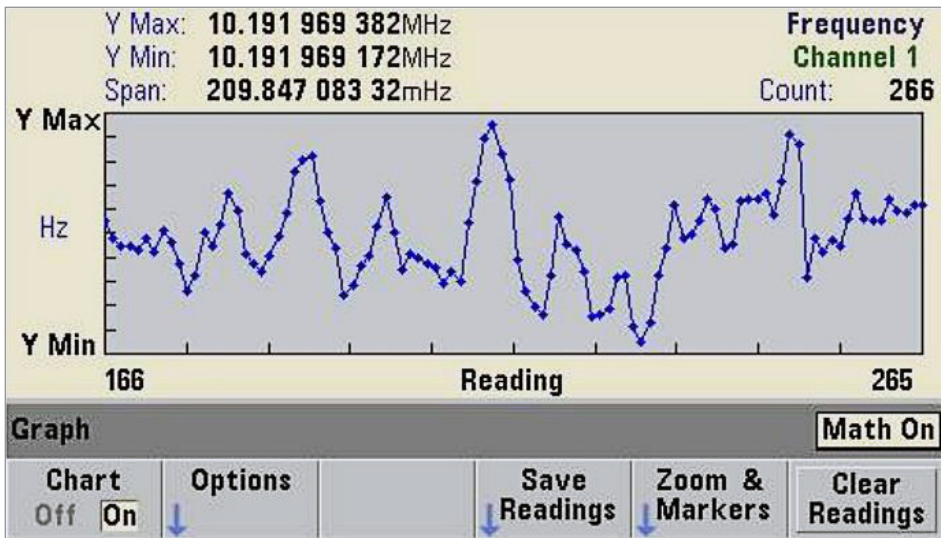 Y Max: 10.191 969 382MHz
Frequency
Y Min: 10.191 969 172MHz
Channel 1
Span: 209.847 083 32mHz
Count: 266
Y Max
Hz
Y Min
166
Reading
265
Graph
Math On
Chart
Off On
Options
Save
Readings
Zoom &
Markers
Clear
Readings